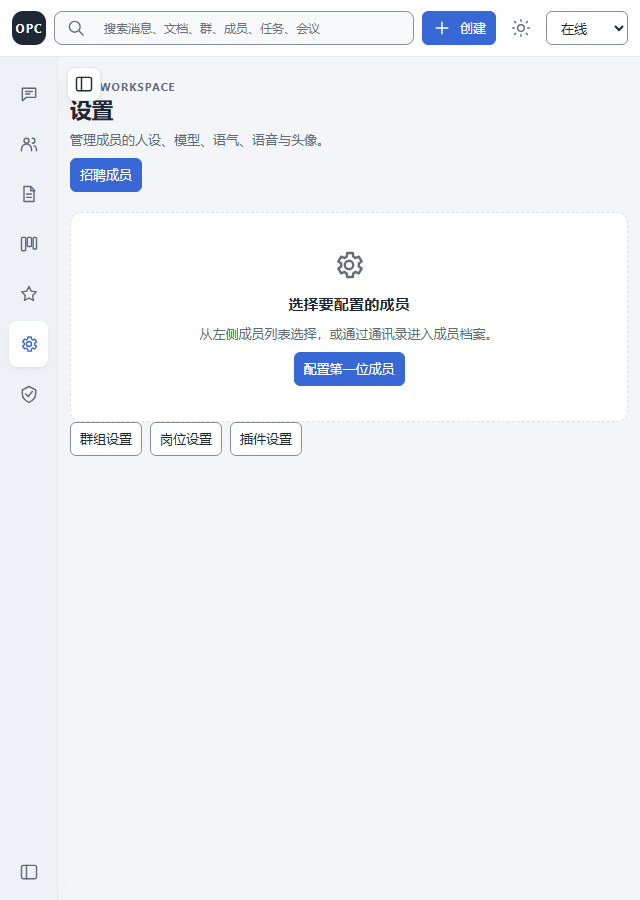 OPC
搜索消息、文档、群、成员、任务、会议
创建
在线
WORKSPACE
设置
管理成员的人设、模型、语气、语音与头像。
招聘成员
选择要配置的成员
从左侧成员列表选择，或通过通讯录进入成员档案。
配置第一位成员
群组设置
岗位设置
插件设置